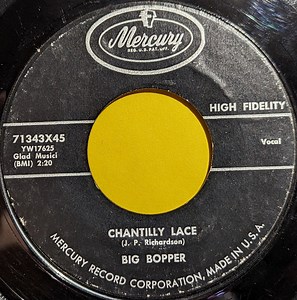 Mercury
REG. U.S. PAT. OFF.
HIGH FIDELITY
71343X45
YW17625
Glad Musici
(BMI) 2:20
Vocal
CHANTILLY LACE
(J. P. Richardson)
BIG BOPPER
MERCURY RECORD CORPORATION, MADE IN U.S.A.